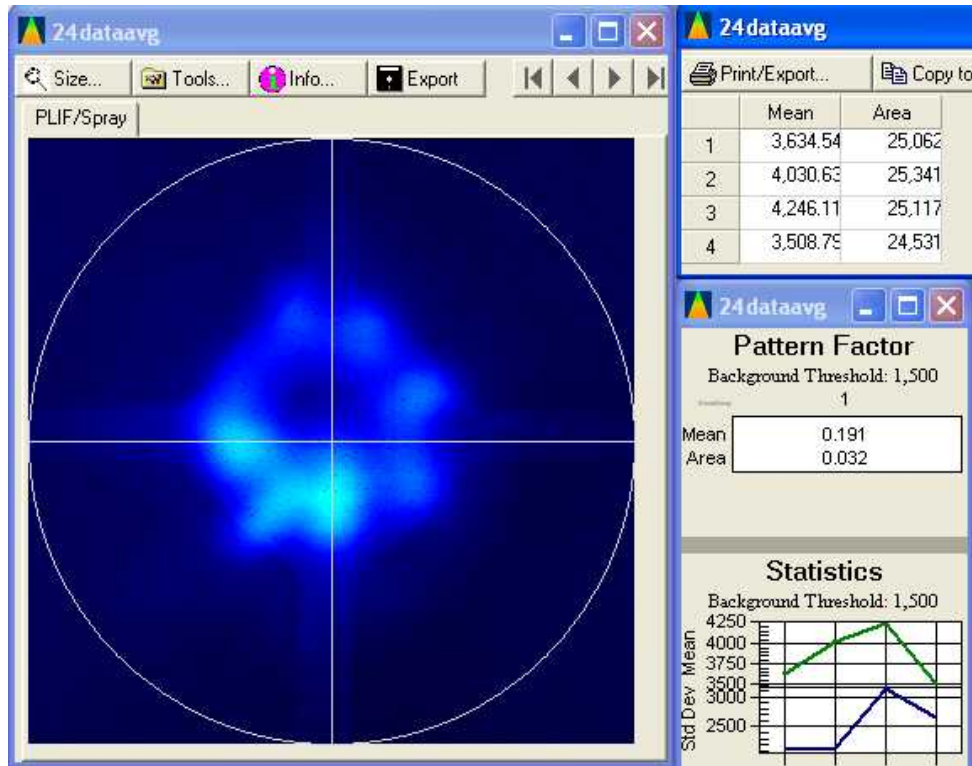 24dataavg
Size... Tools... Info... Export
PLIF/Spray
24dataavg
Print/Export... Copy to
Mean Area
1 3,634.54 25,062
2 4,030.63 25,341
3 4,246.11 25,117
4 3,508.79 24,531
24dataavg
Pattern Factor
Background Threshold: 1,500
1
Mean 0.191
Area 0.032
Statistics
Background Threshold: 1,500
Mean
4250
4000
3750
3500
Std Dev
3000
2500